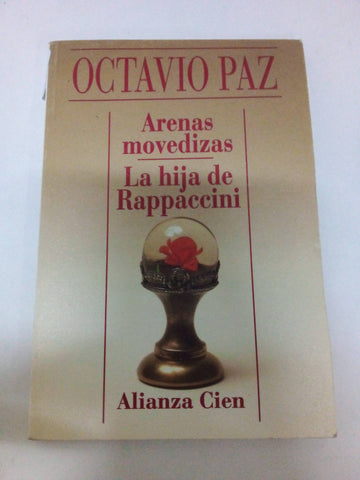 OCTAVIO PAZ
Arenas
movedizas
La hija de
Rappaccini
Alianza Cien